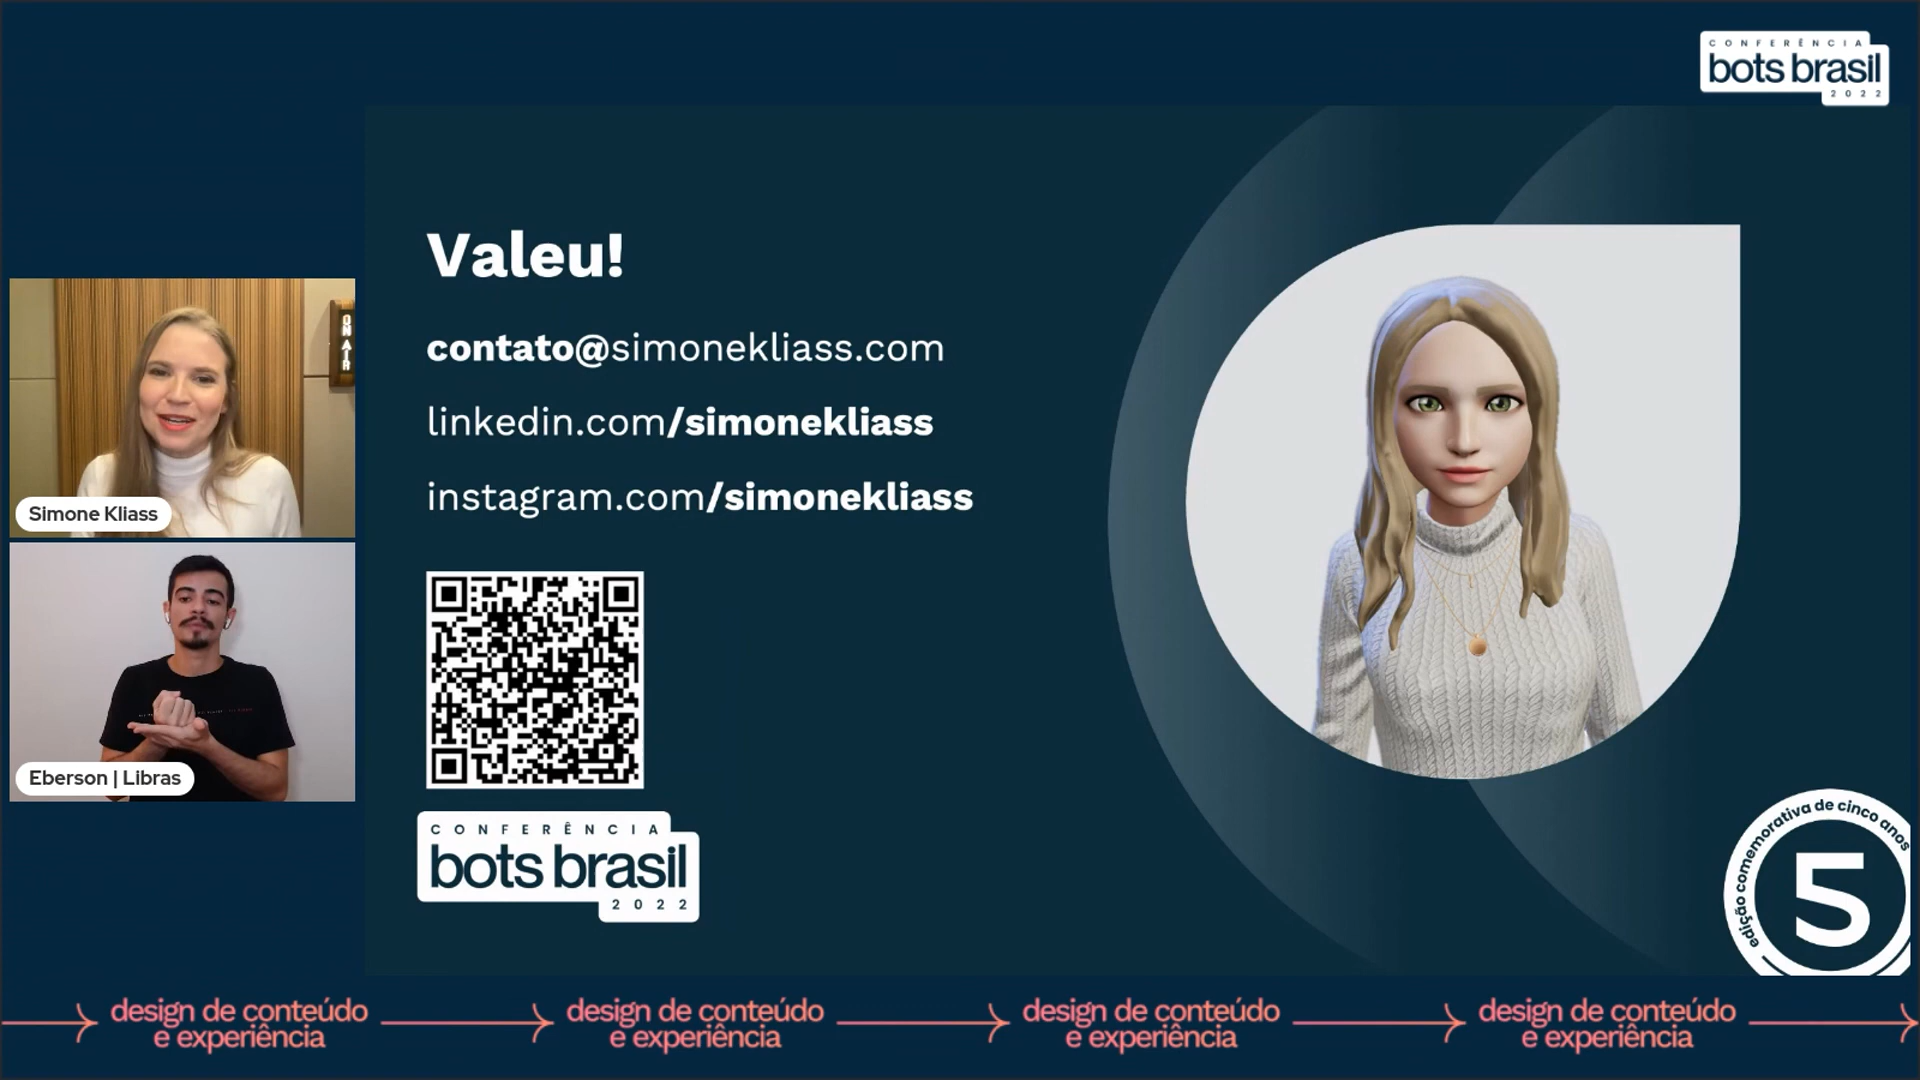 CONFERÊNCIA
bots brasil
2022
Valeu!
contato@simonekliass.com
linkedin.com/simonekliass
instagram.com/simonekliass
ON AIR
Simone Kliass
Eberson | Libras
CONFERÊNCIA
bots brasil
2022
edição comemorativa de cinco anos
5
design de conteúdo
e experiência
design de conteúdo
e experiência
design de conteúdo
e experiência
design de conteúdo
e experiência